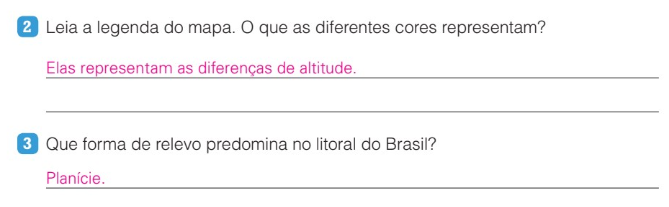 2 Leia a legenda do mapa. O que as diferentes cores representam?
Elas representam as diferenças de altitude.
3 Que forma de relevo predomina no litoral do Brasil?
Planície.